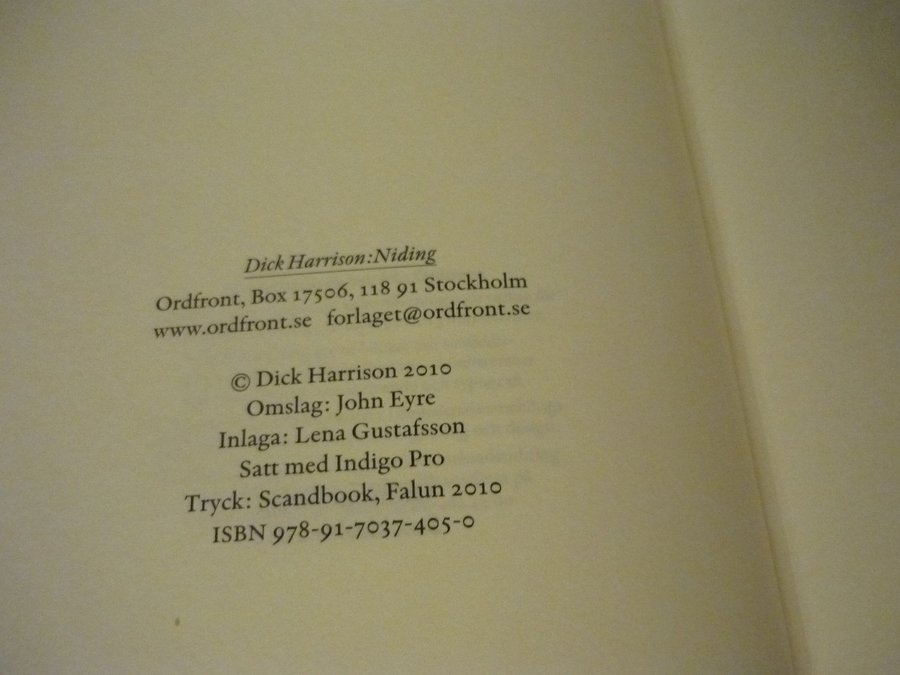 Dick Harrison: Niding
Ordfront, Box 17506, 118 91 Stockholm
www.ordfront.se forlaget@ordfront.se
© Dick Harrison 2010
Omslag: John Eyre
Inlaga: Lena Gustafsson
Satt med Indigo Pro
Tryck: Scandbook, Falun 2010
ISBN 978-91-7037-405-0